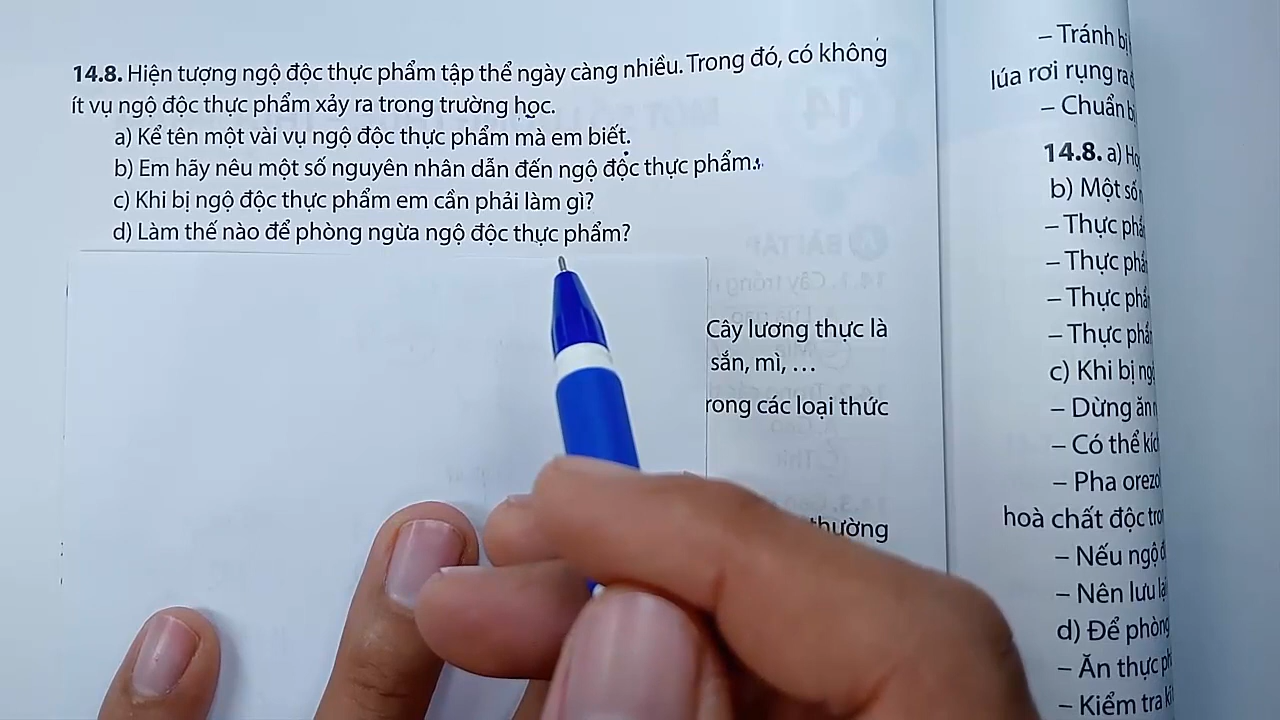 14.8. Hiện tượng ngộ độc thực phẩm tập thể ngày càng nhiều. Trong đó, có không
ít vụ ngộ độc thực phẩm xảy ra trong trường học.
a) Kể tên một vài vụ ngộ độc thực phẩm mà em biết.
b) Em hãy nêu một số nguyên nhân dẫn đến ngộ độc thực phẩm.
c) Khi bị ngộ độc thực phẩm em cần phải làm gì?
d) Làm thế nào để phòng ngừa ngộ độc thực phẩm?
Cây lương thực là
sắn, mì, ...
rong các loại thức
thường
– Tránh bị
lúa rơi rụng ra
– Chuẩn bị
14.8. a)
b) Một số
– Thực
– Thực
– Thực
– Thực
c) Khi bị
– Dừng ăn
– Có thể
– Pha
hoà chất độc
– Nếu ngộ
– Nên lưu
d) Để phòng
– Ăn thực
– Kiểm tra